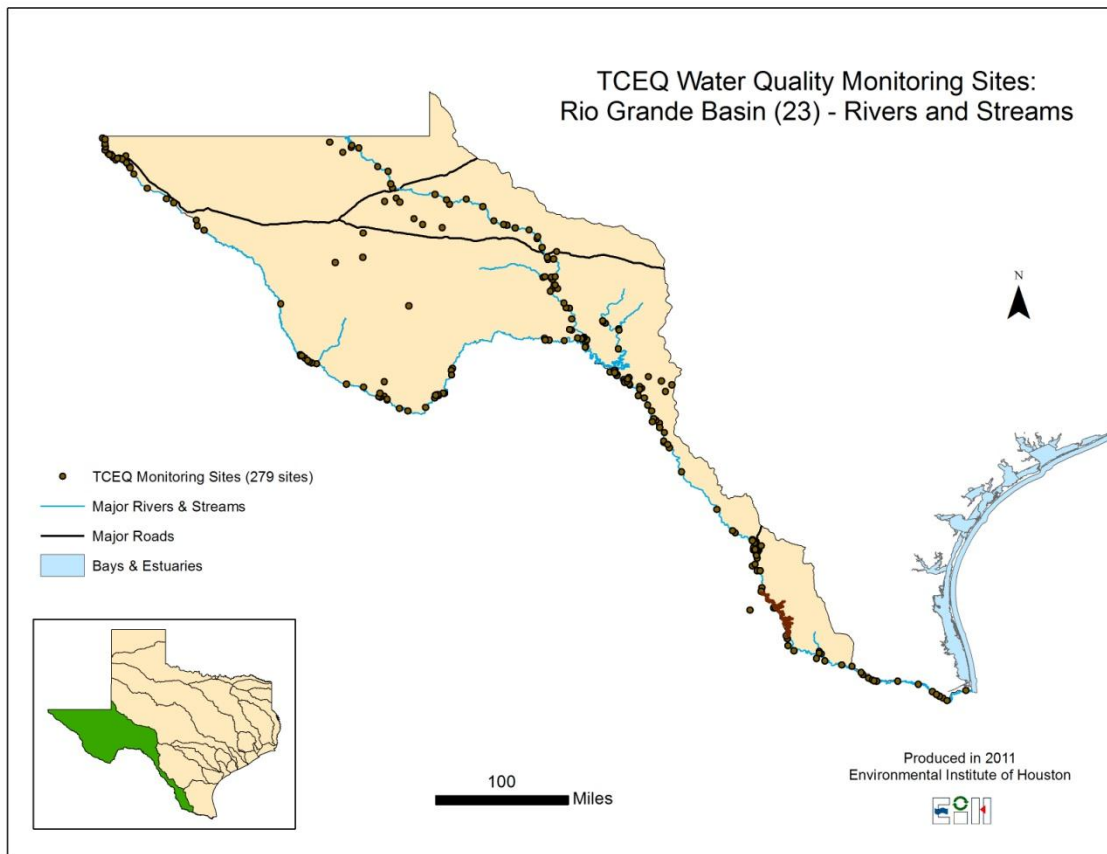 TCEQ Water Quality Monitoring Sites:
Rio Grande Basin (23) - Rivers and Streams
N
TCEQ Monitoring Sites (279 sites)
Major Rivers & Streams
Major Roads
Bays & Estuaries
100
Miles
Produced in 2011
Environmental Institute of Houston
EIH